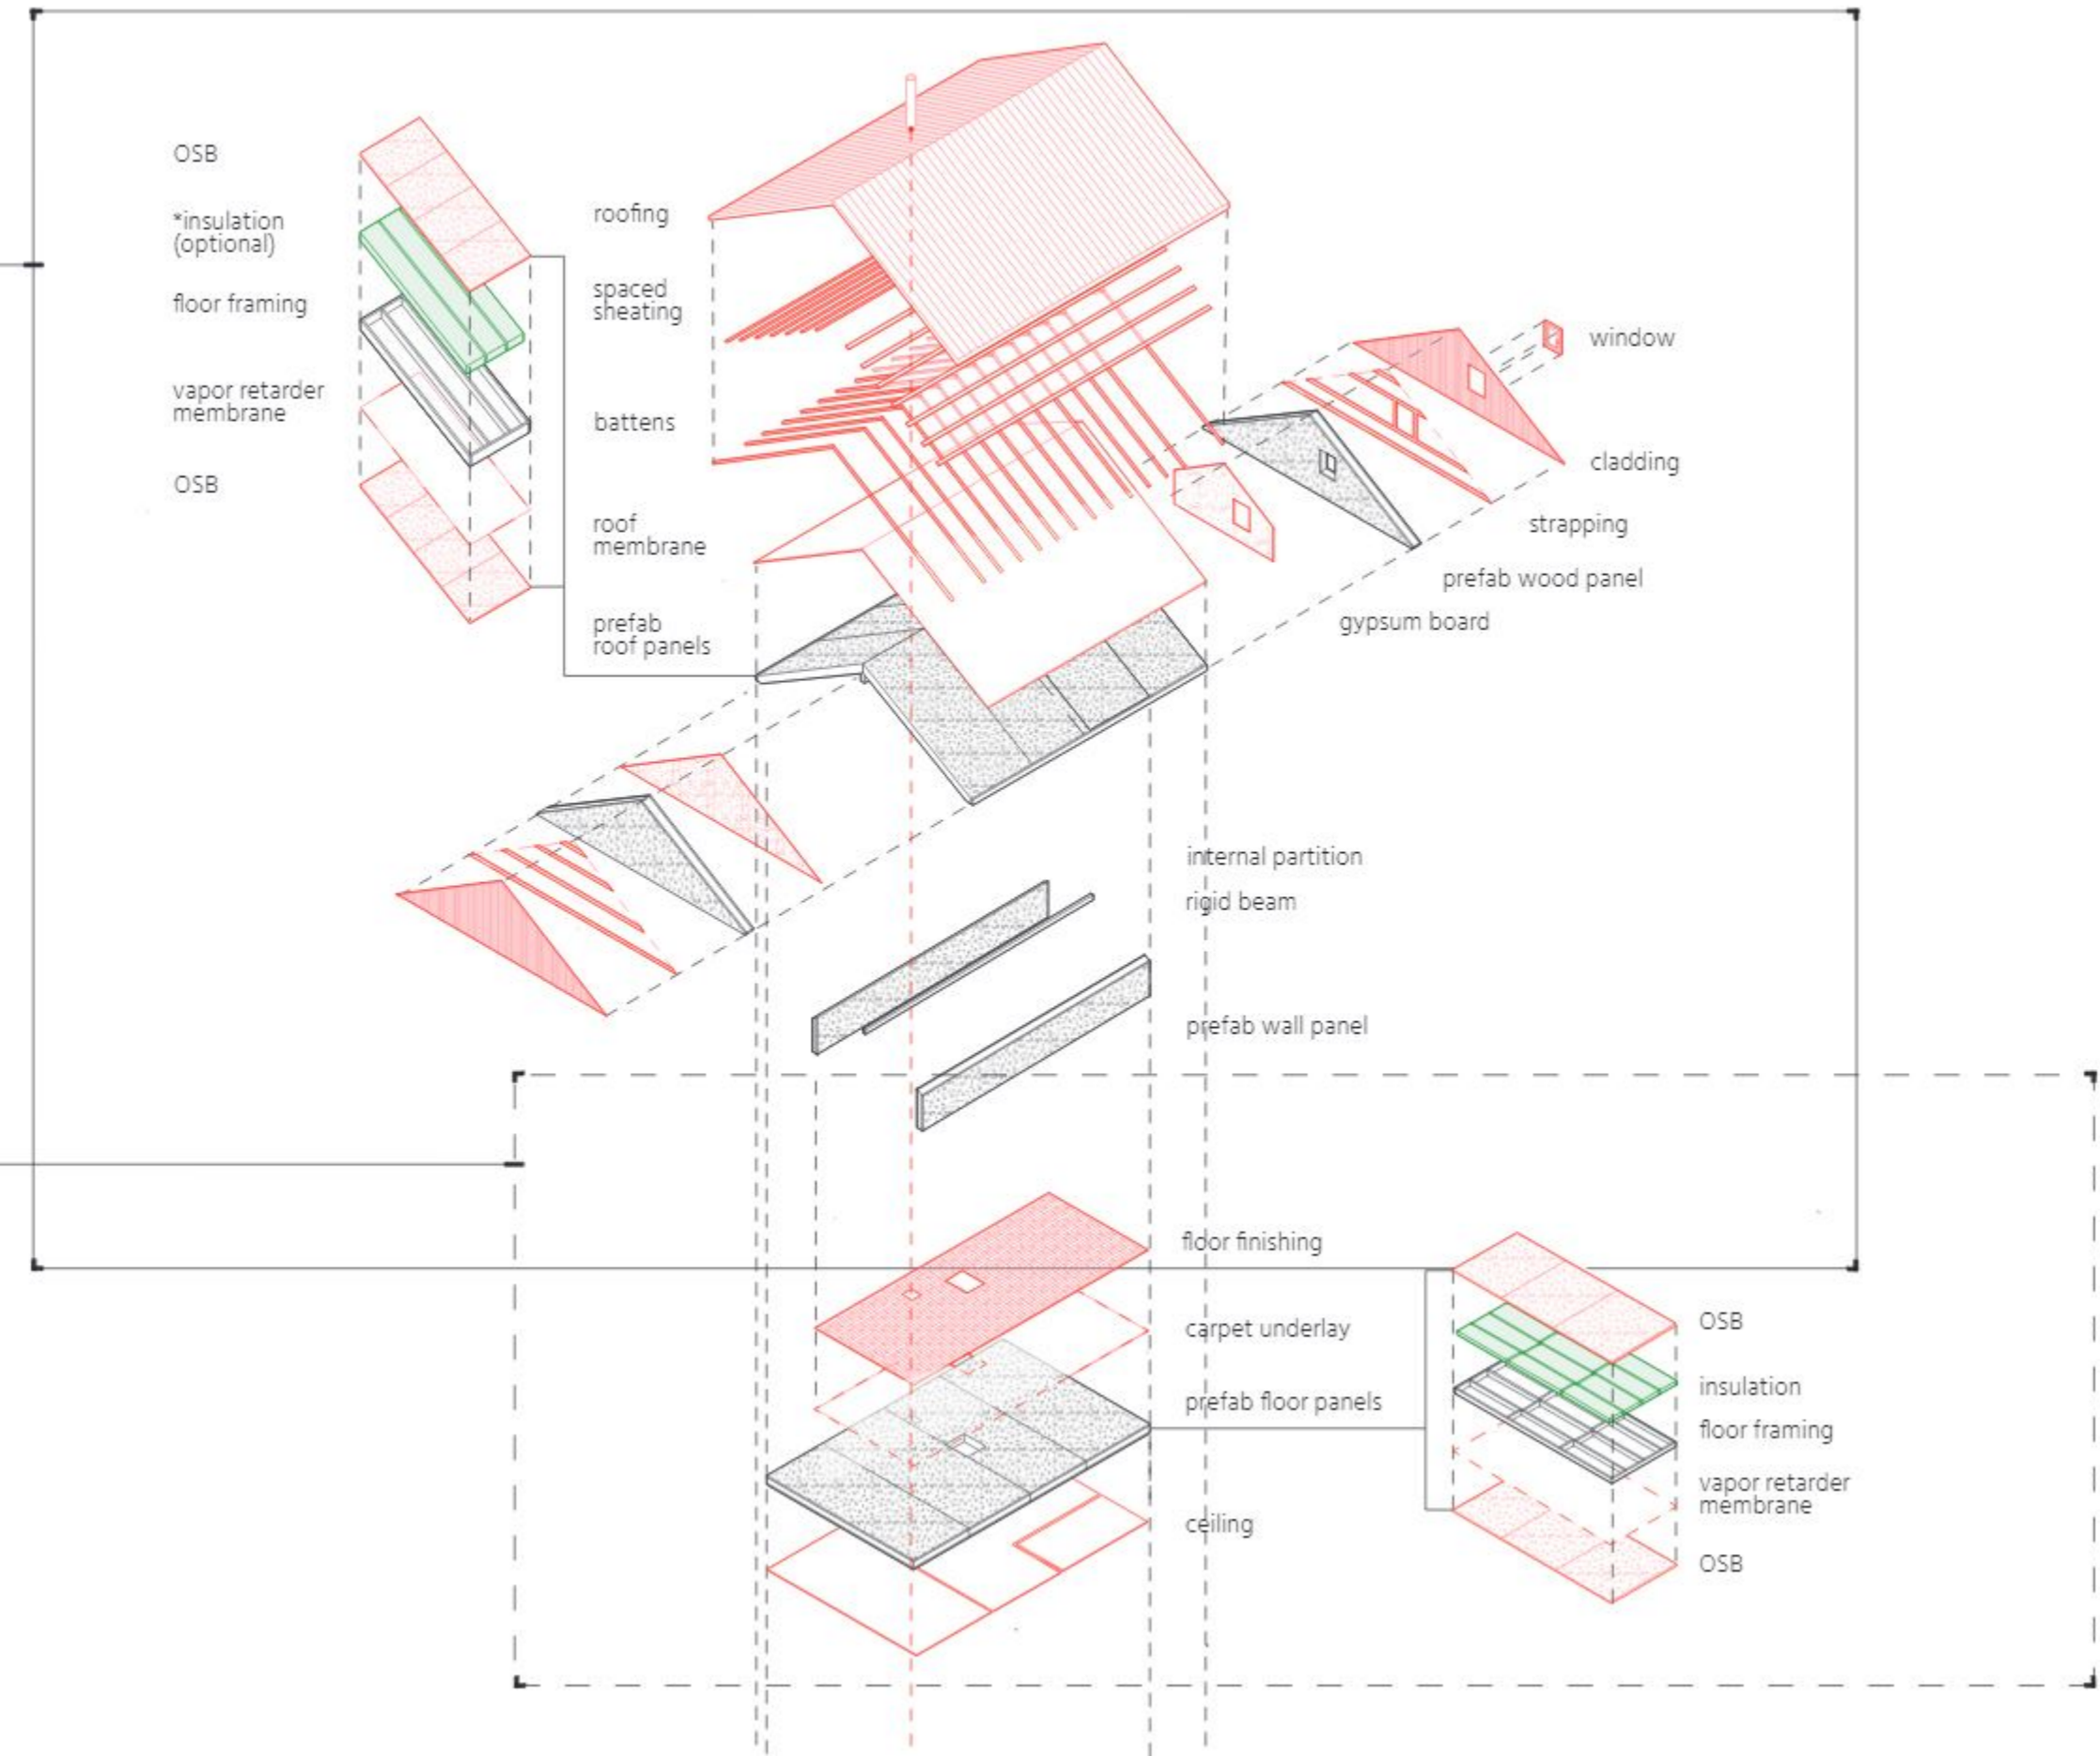 OSB
*insulation
(optional)
floor framing
vapor retarder
membrane
OSB
roofing
spaced
sheating
battens
roof
membrane
prefab
roof panels
window
cladding
strapping
prefab wood panel
gypsum board
internal partition
rigid beam
prefab wall panel
floor finishing
carpet underlay
prefab floor panels
ceiling
OSB
insulation
floor framing
vapor retarder
membrane
OSB